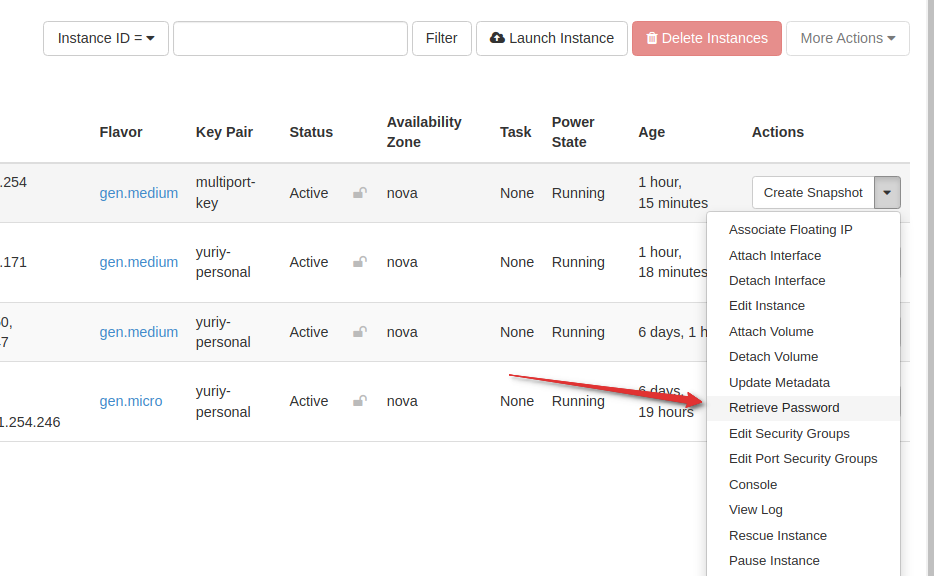 Instance ID = Filter Launch Instance Delete Instances More Actions
Flavor Key Pair Status Availability Zone Task Power State Age Actions
.254 gen.medium multiport-key Active nova None Running 1 hour, 15 minutes Create Snapshot
.171 gen.medium yuriy-personal Active nova None Running 1 hour, 18 minutes
0, gen.medium yuriy-personal Active nova None Running 6 days, 1 h
7
gen.micro yuriy-personal Active nova None Running 6 days, 19 hours
1.254.246
Associate Floating IP
Attach Interface
Detach Interface
Edit Instance
Attach Volume
Detach Volume
Update Metadata
Retrieve Password
Edit Security Groups
Edit Port Security Groups
Console
View Log
Rescue Instance
Pause Instance